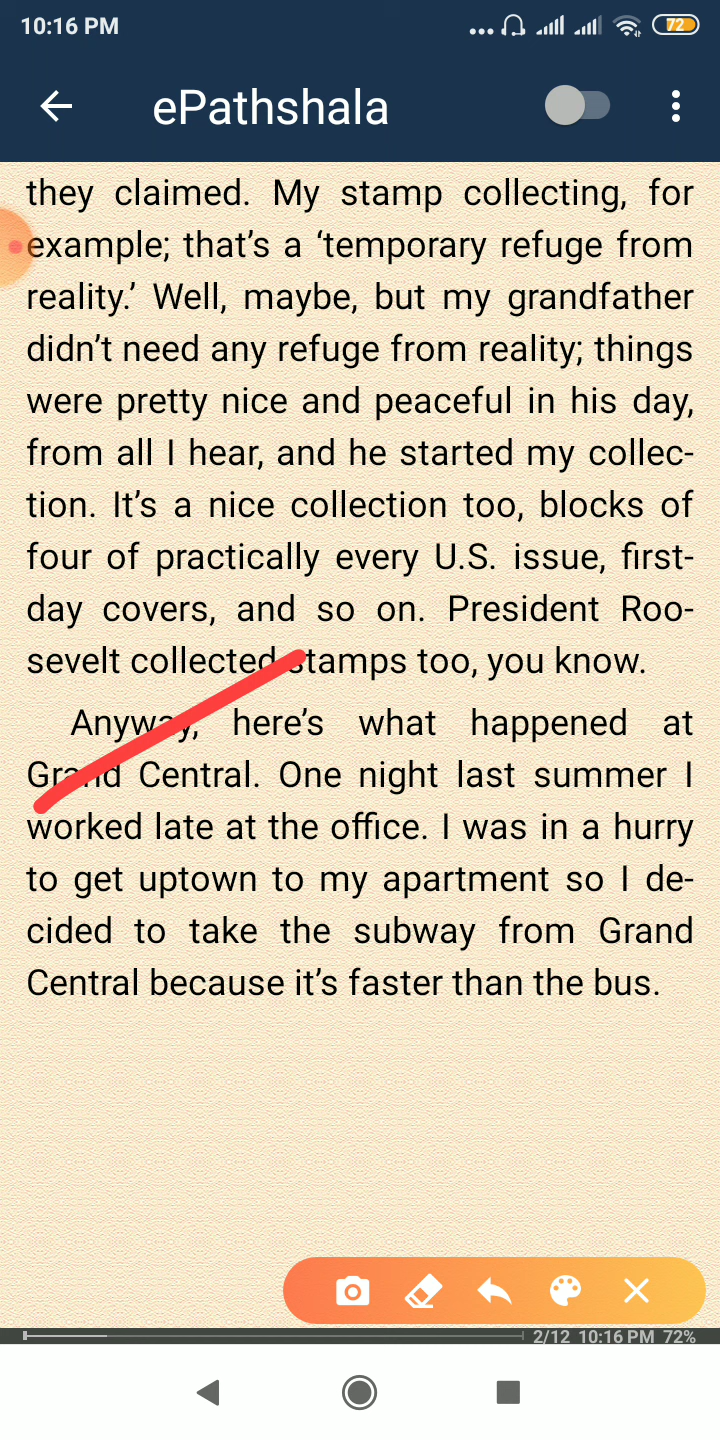 10:16 PM
72
ePathshala
they claimed. My stamp collecting, for
example; that’s a ‘temporary refuge from
reality.’ Well, maybe, but my grandfather
didn’t need any refuge from reality; things
were pretty nice and peaceful in his day,
from all I hear, and he started my collec-
tion. It’s a nice collection too, blocks of
four of practically every U.S. issue, first-
day covers, and so on. President Roo-
sevelt collected stamps too, you know.
Anyway, here’s what happened at
Grand Central. One night last summer I
worked late at the office. I was in a hurry
to get uptown to my apartment so I de-
cided to take the subway from Grand
Central because it’s faster than the bus.
2/12 10:16 PM 72%